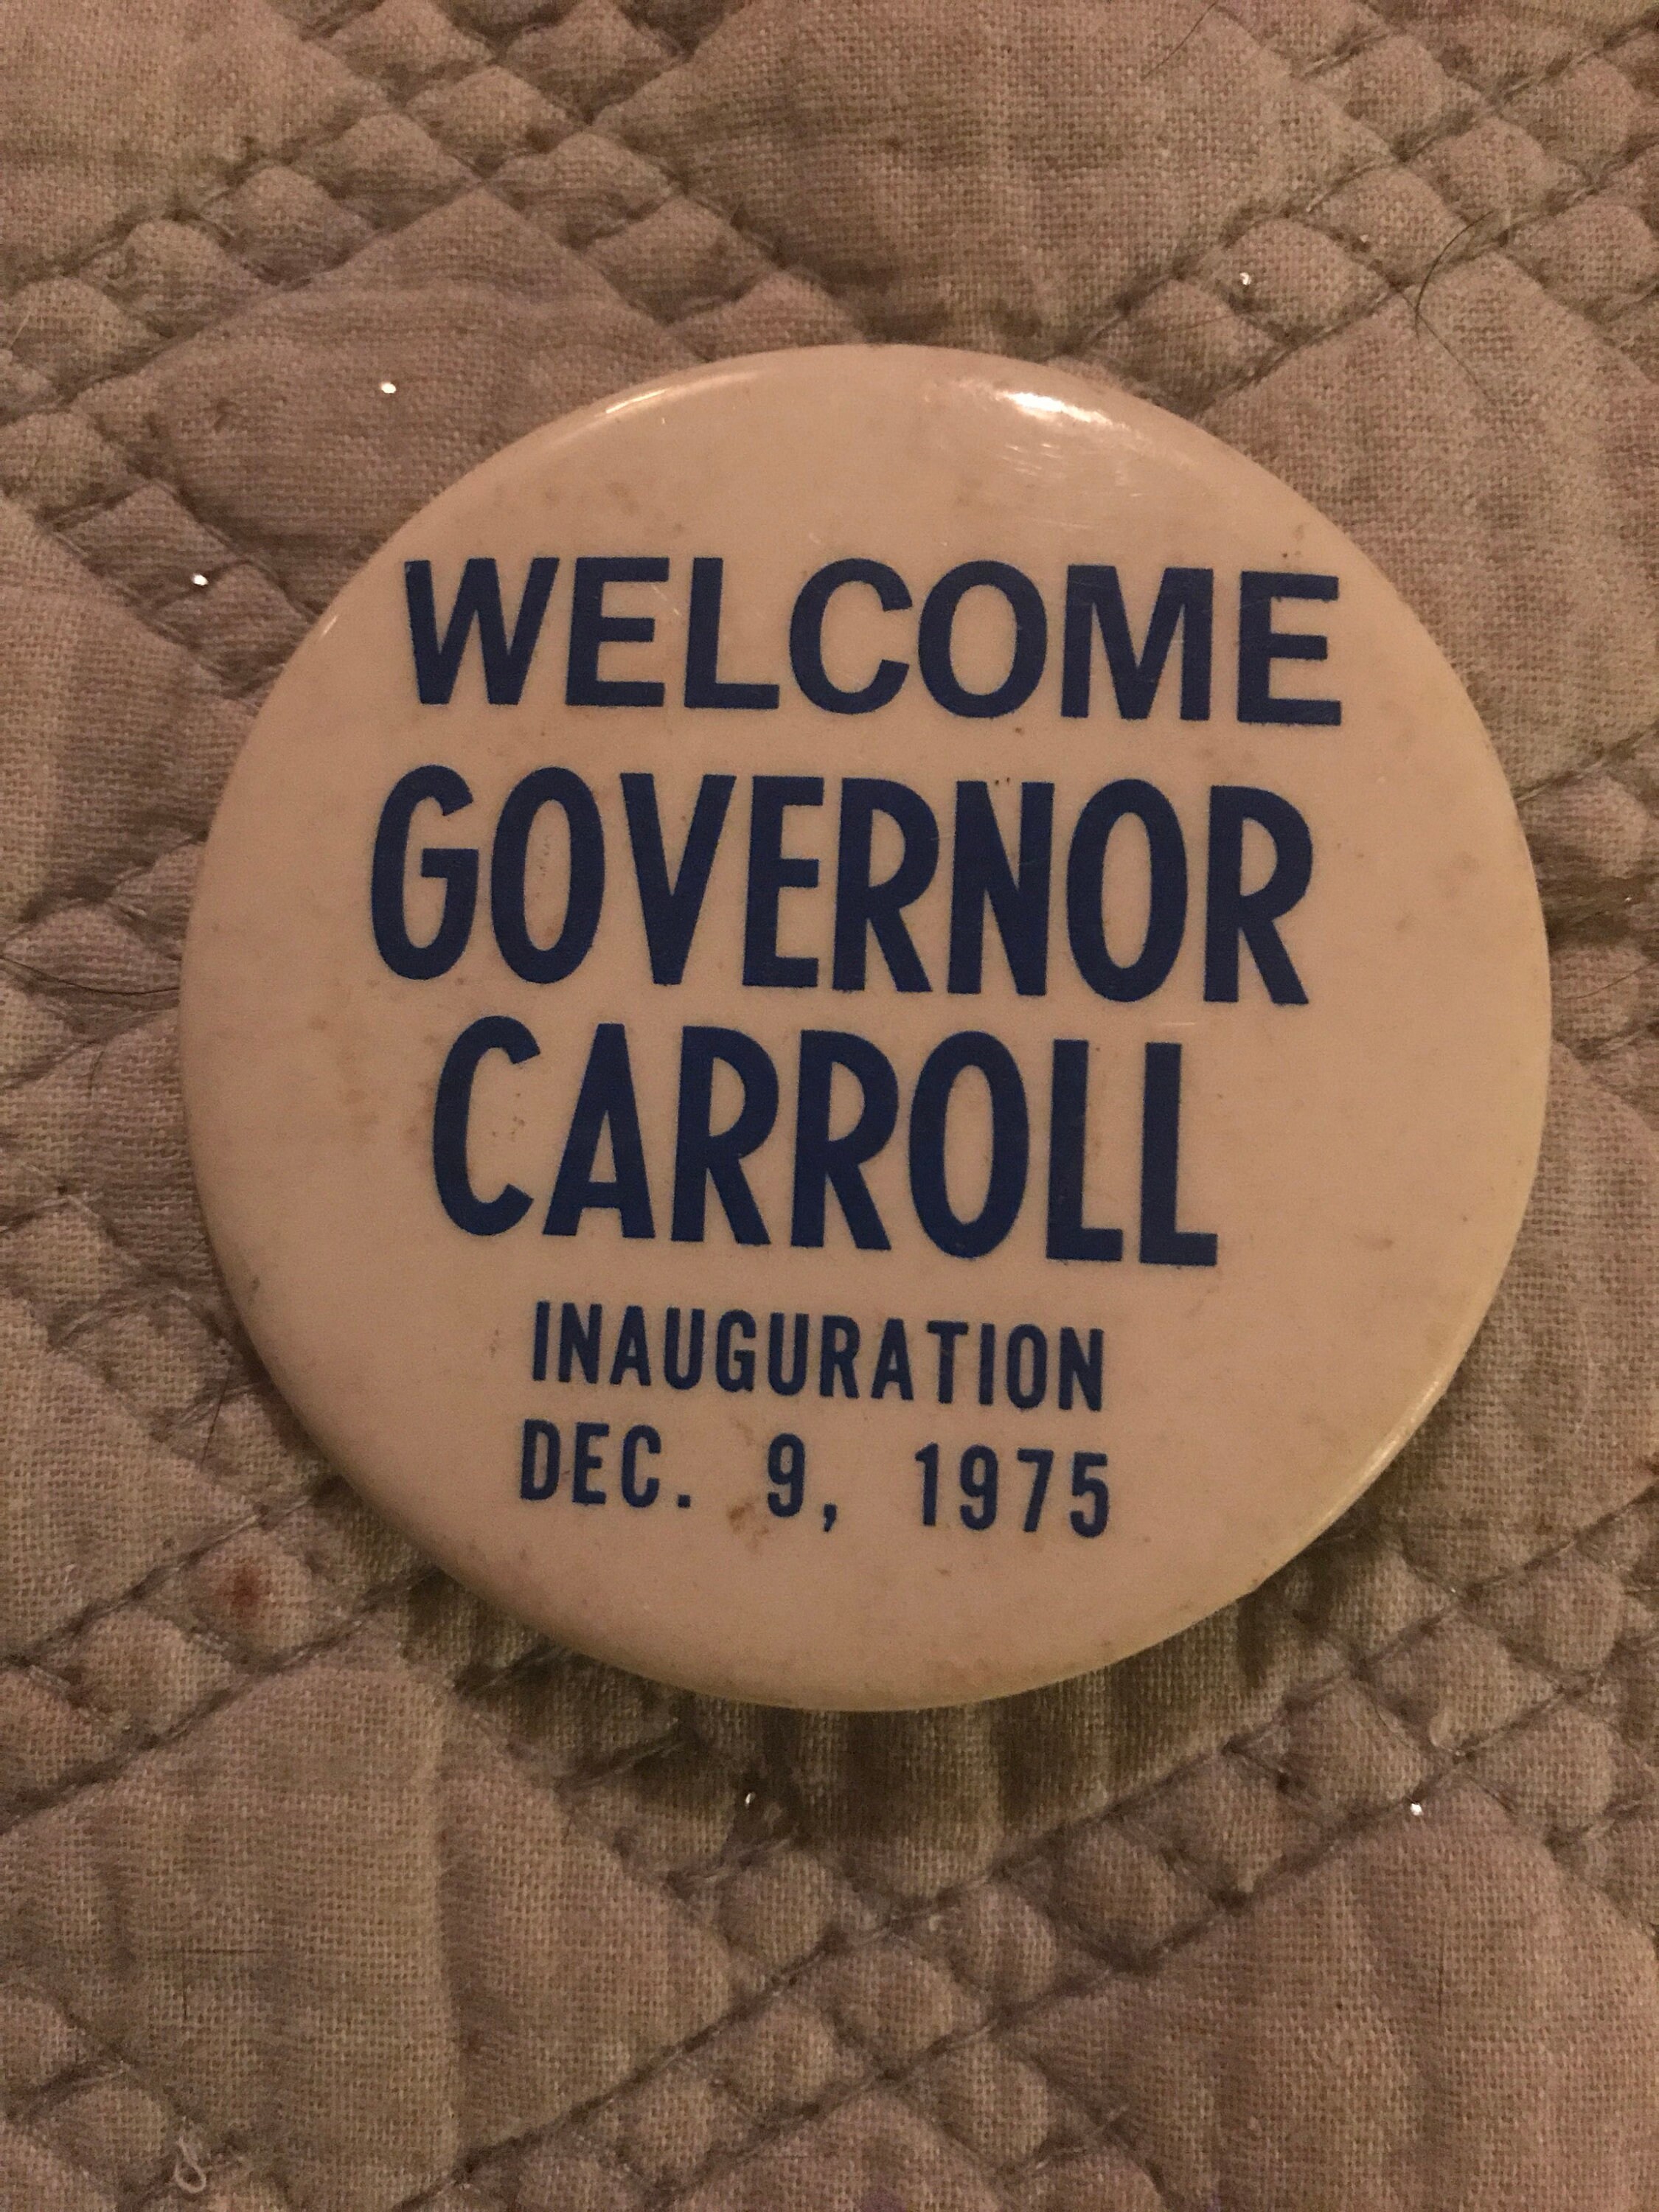 WELCOME
GOVERNOR
CARROLL
INAUGURATION
DEC. 9, 1975